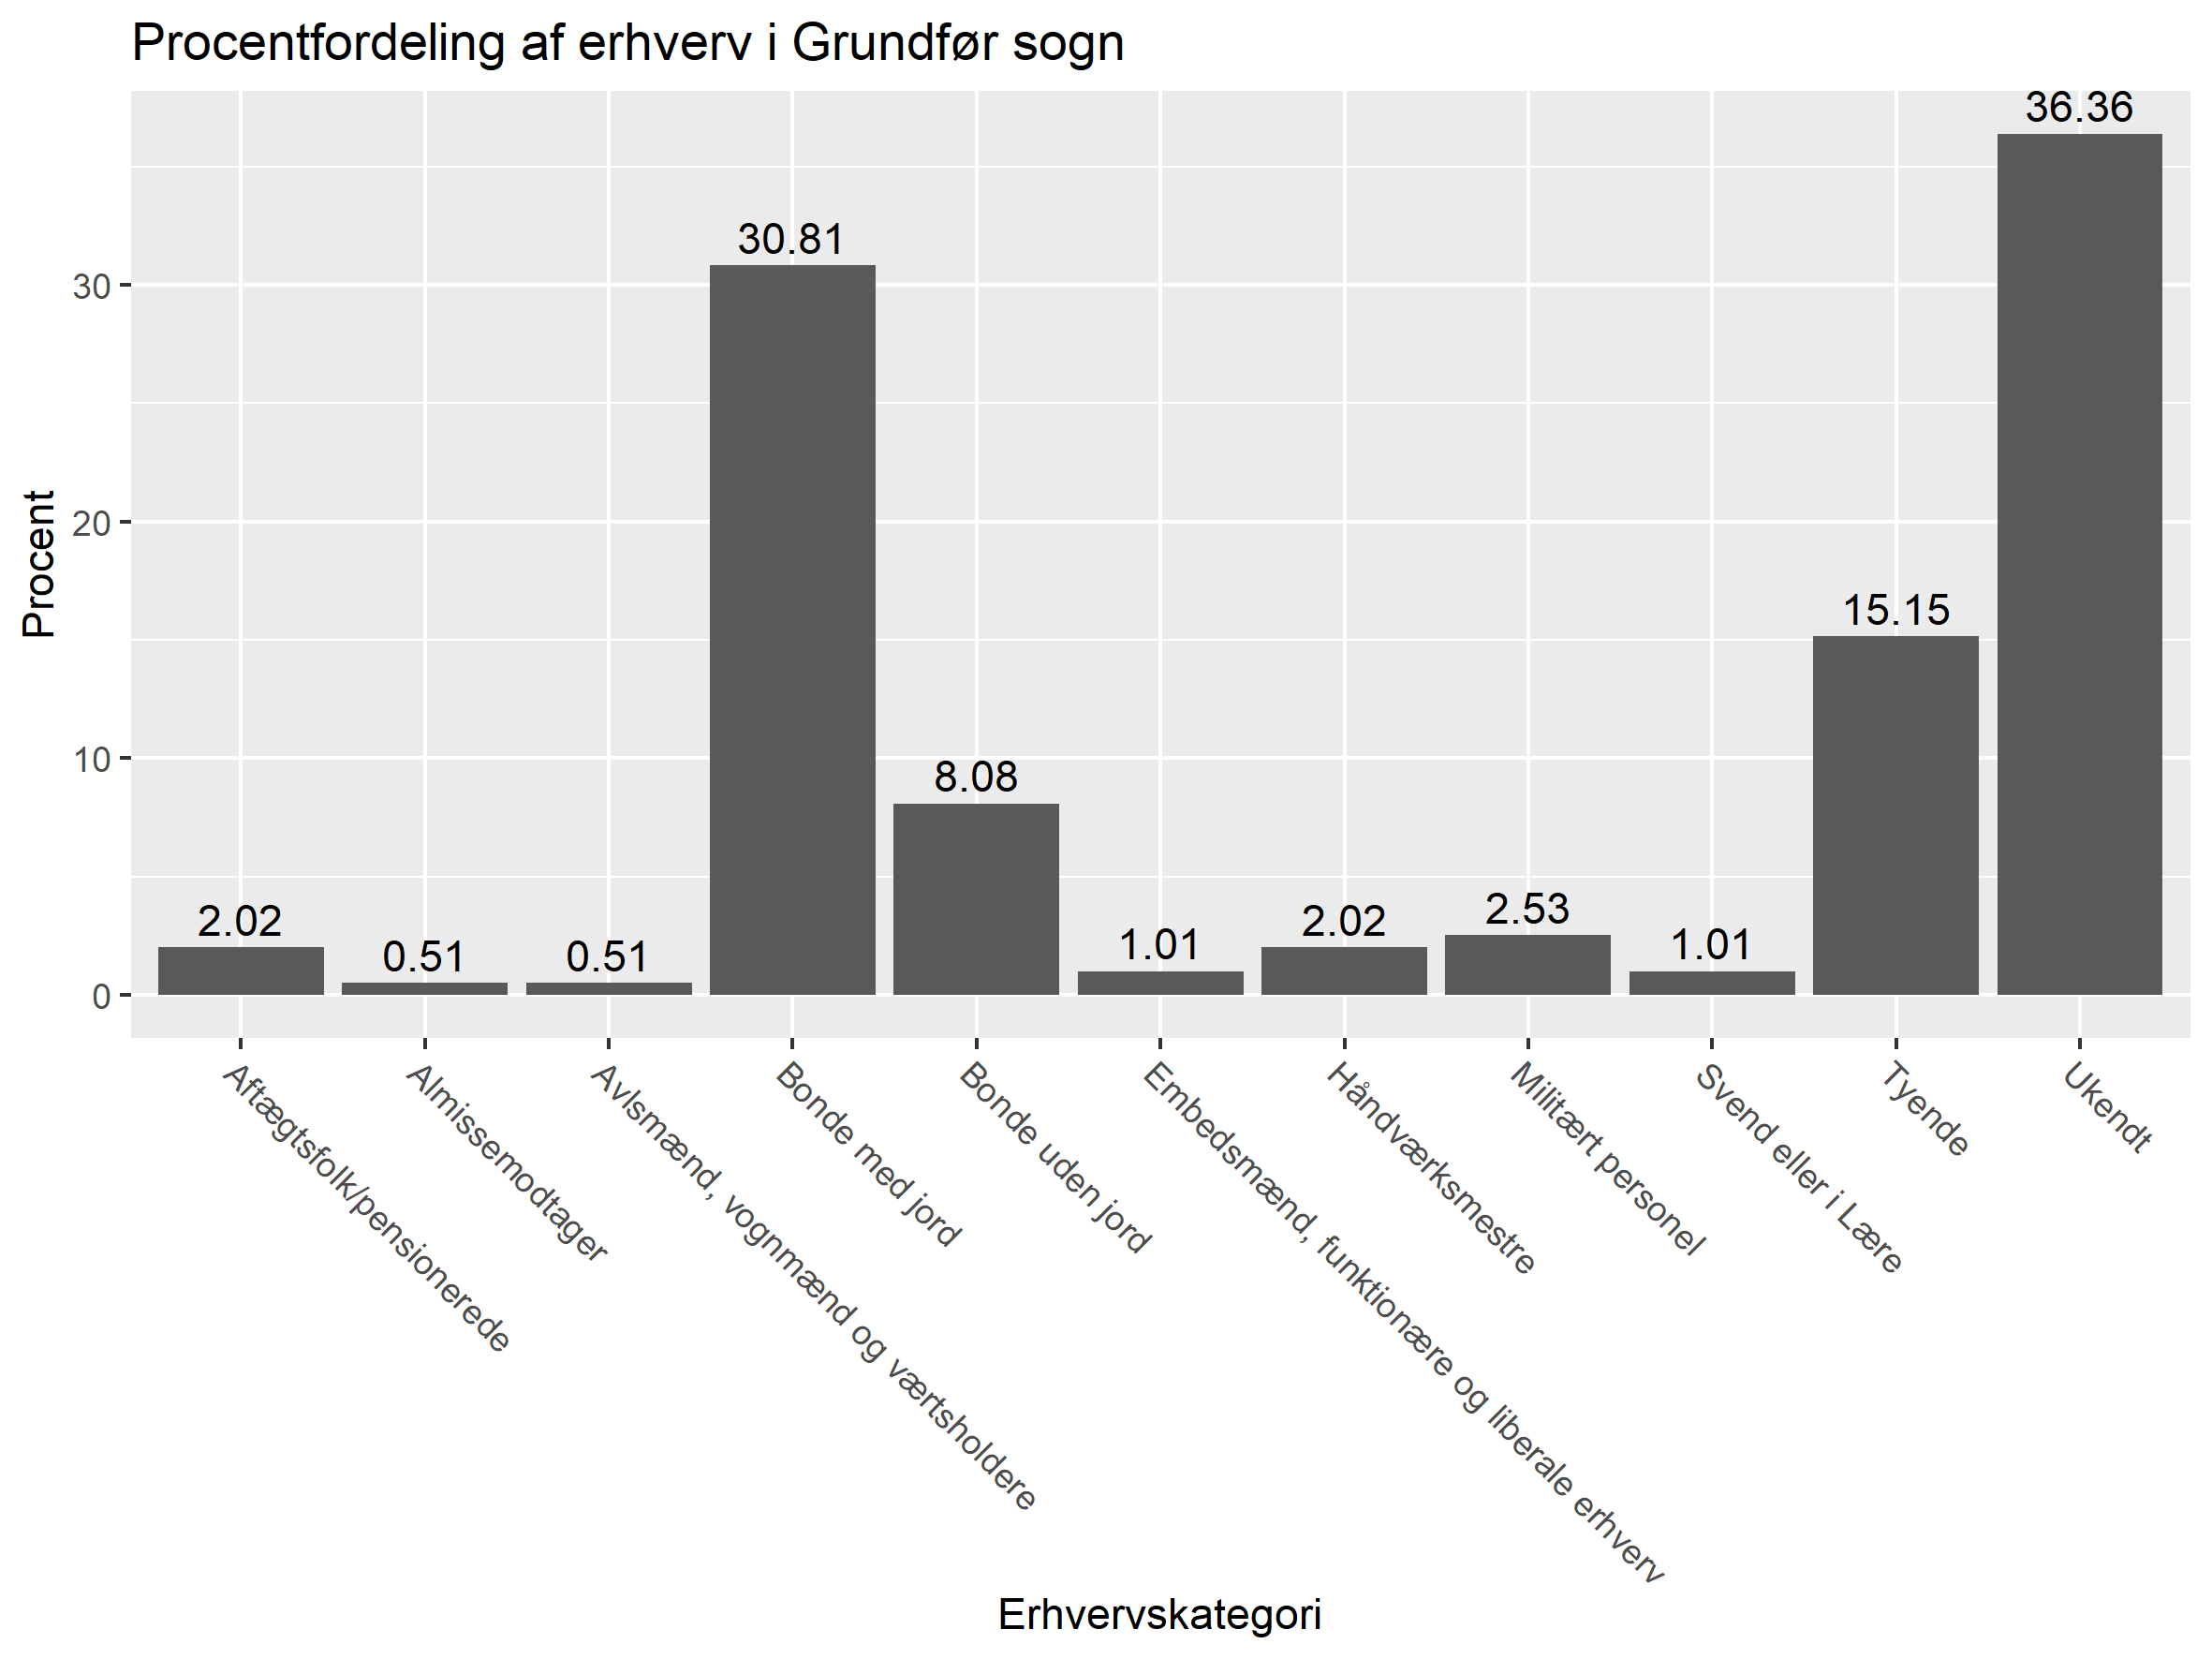 Procentfordeling af erhverv i Grundfør sogn
Procent
30
20
10
0
2.02
0.51
0.51
30.81
8.08
1.01
2.02
2.53
1.01
15.15
36.36
Aftægtsfolk/pensionerede
Almissemodtager
Avlsmænd, vognmænd og værtsholdere
Bonde med jord
Bonde uden jord
Embedsmænd, funktionære og liberale erhverv
Håndværksmestre
Militært personel
Svend eller i Lære
Tyende
Ukendt
Erhvervskategori